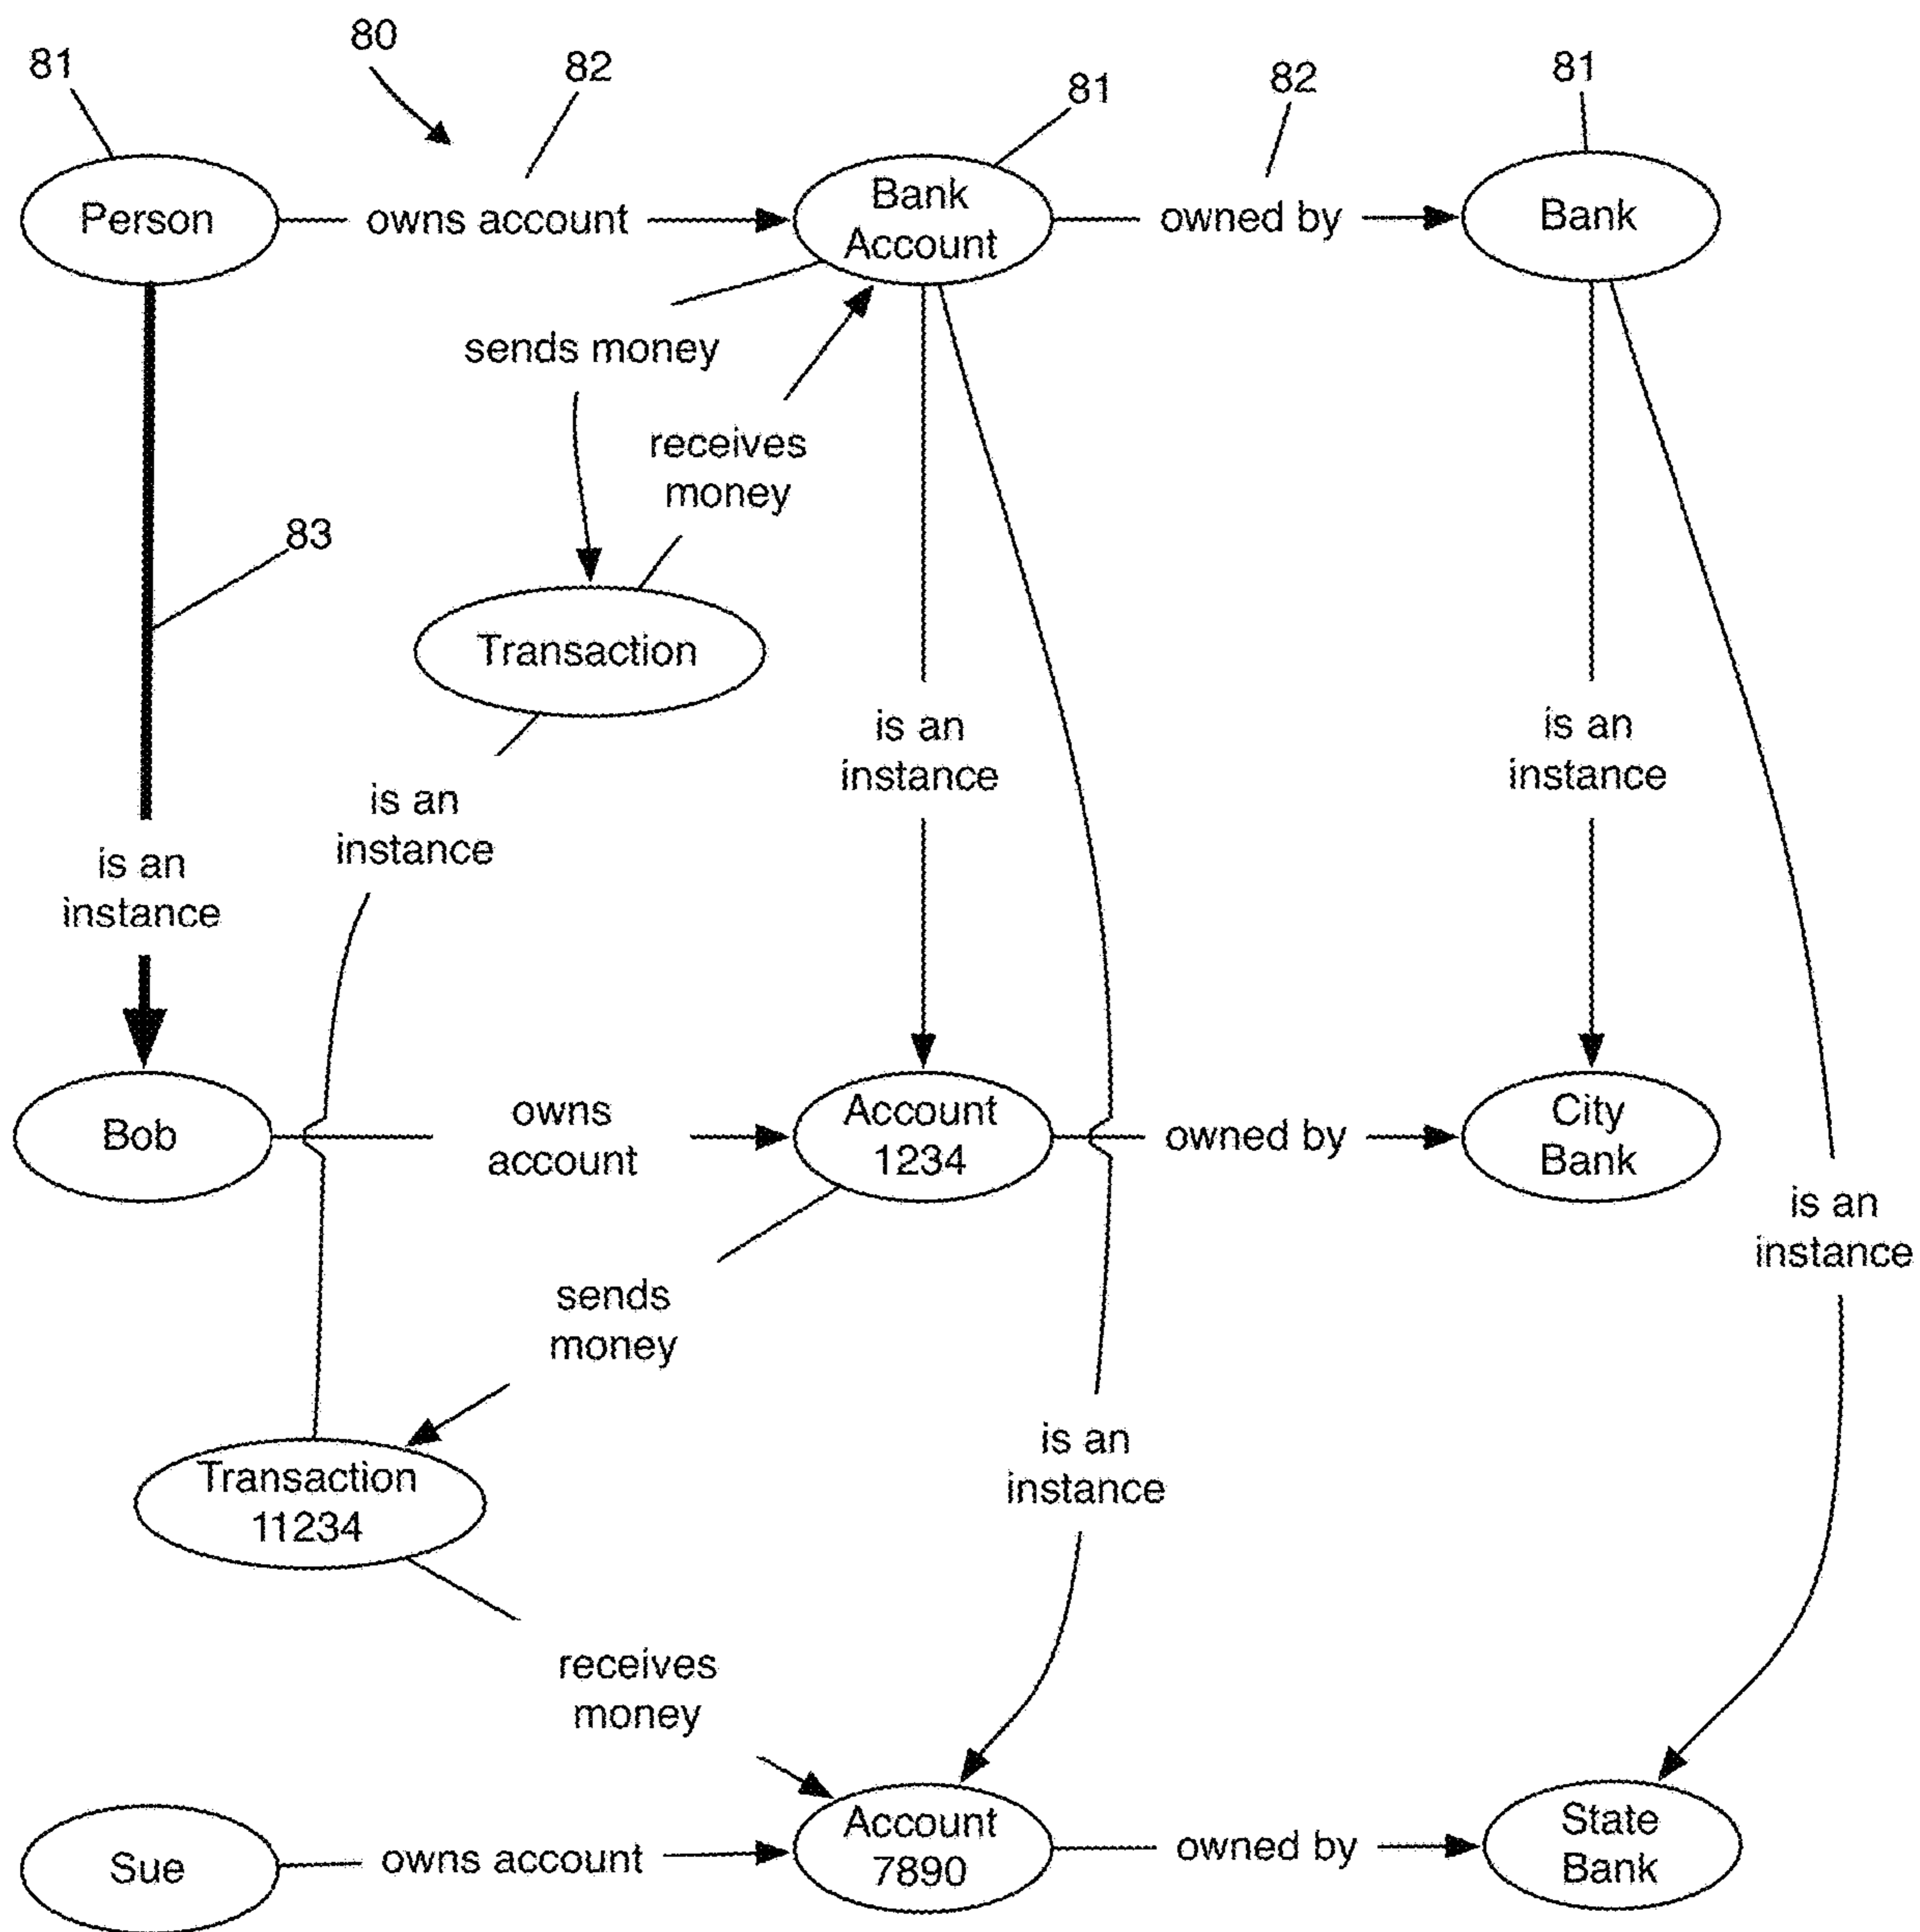 80
81
82
81
82
81
Person
owns account
Bank
Account
owned by
Bank
sends money
receives
money
83
Transaction
is an
instance
is an
instance
is an
instance
is an
instance
Bob
owns
account
Account
1234
owned by
City
Bank
is an
instance
sends
money
Transaction
11234
is an
instance
receives
money
Sue
owns account
Account
7890
owned by
State
Bank